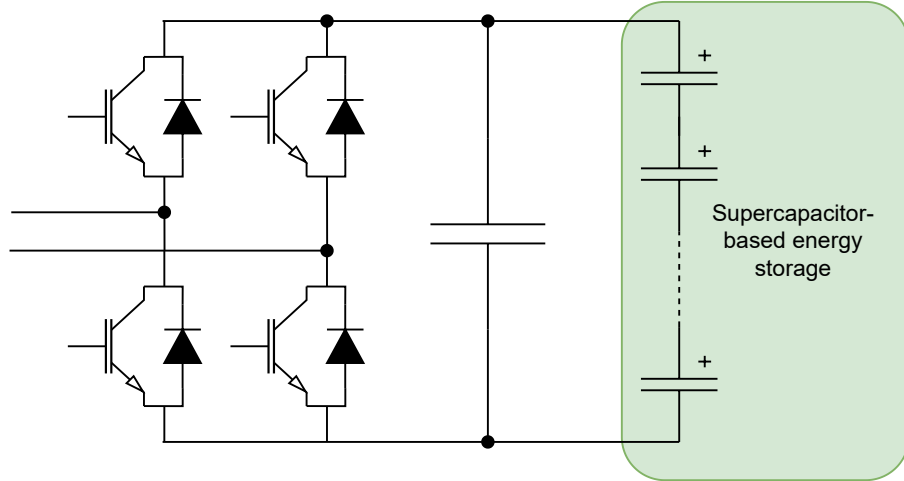 +
+
Supercapacitor-
based energy
storage
+